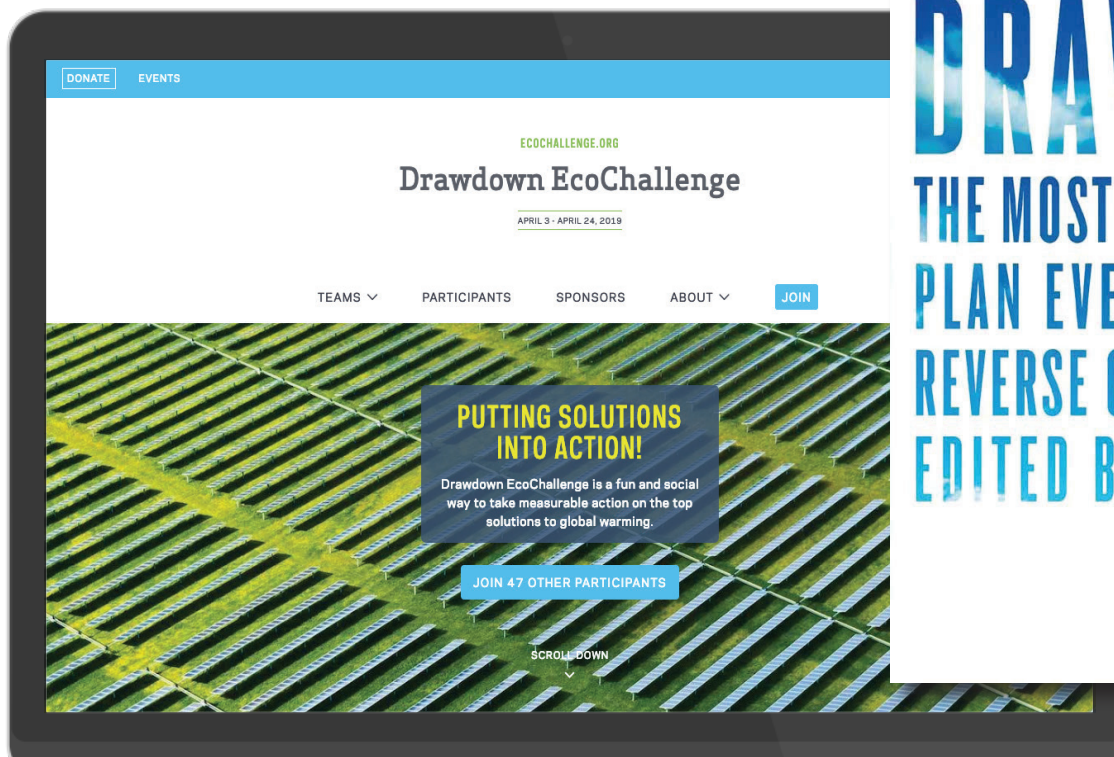 DONATE EVENTS
ECOCHALLENGE.ORG
Drawdown EcoChallenge
APRIL 3 - APRIL 24, 2019
TEAMS PARTICIPANTS SPONSORS ABOUT JOIN
PUTTING SOLUTIONS
INTO ACTION!
Drawdown EcoChallenge is a fun and social
way to take measurable action on the top
solutions to global warming.
JOIN 47 OTHER PARTICIPANTS
SCROLL DOWN
THE MOST
PLAN
REVERSE
EDITED